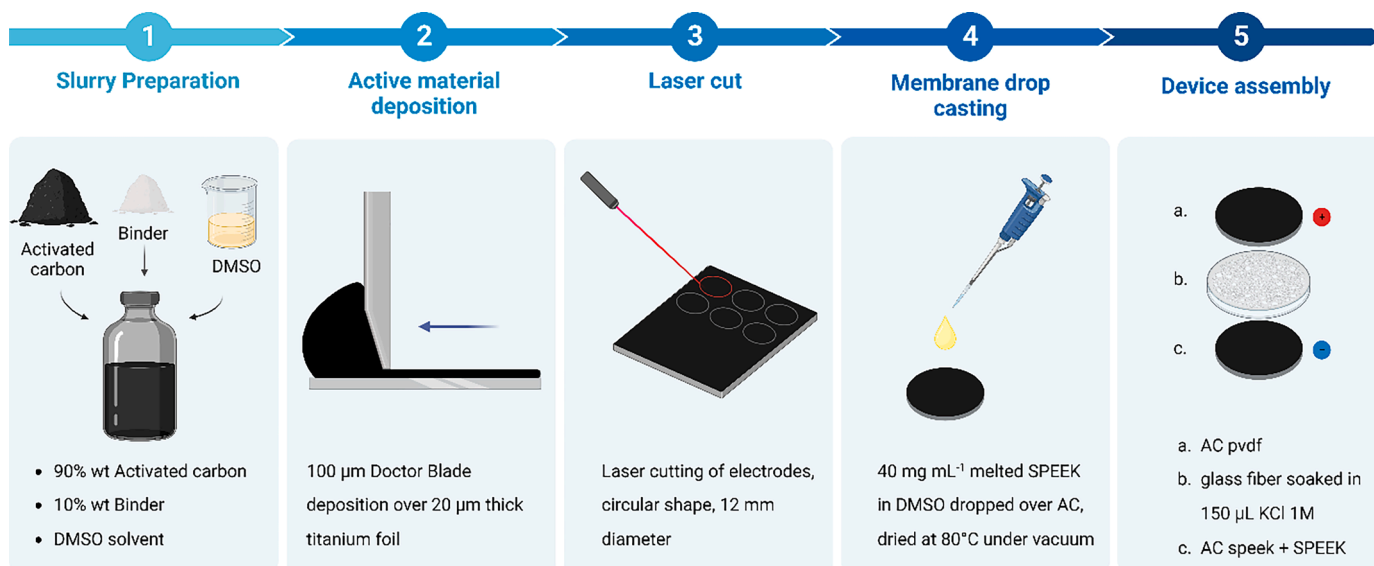 1
Slurry Preparation
2
Active material
deposition
3
Laser cut
4
Membrane drop
casting
5
Device assembly
Activated
carbon
Binder
DMSO
• 90% wt Activated carbon
• 10% wt Binder
• DMSO solvent
100 µm Doctor Blade
deposition over 20 µm thick
titanium foil
Laser cutting of electrodes,
circular shape, 12 mm
diameter
40 mg mL⁻¹ melted SPEEK
in DMSO dropped over AC,
dried at 80°C under vacuum
a.
+
b.
c.
-
a. AC pvdf
b. glass fiber soaked in
150 µL KCl 1M
c. AC speek + SPEEK